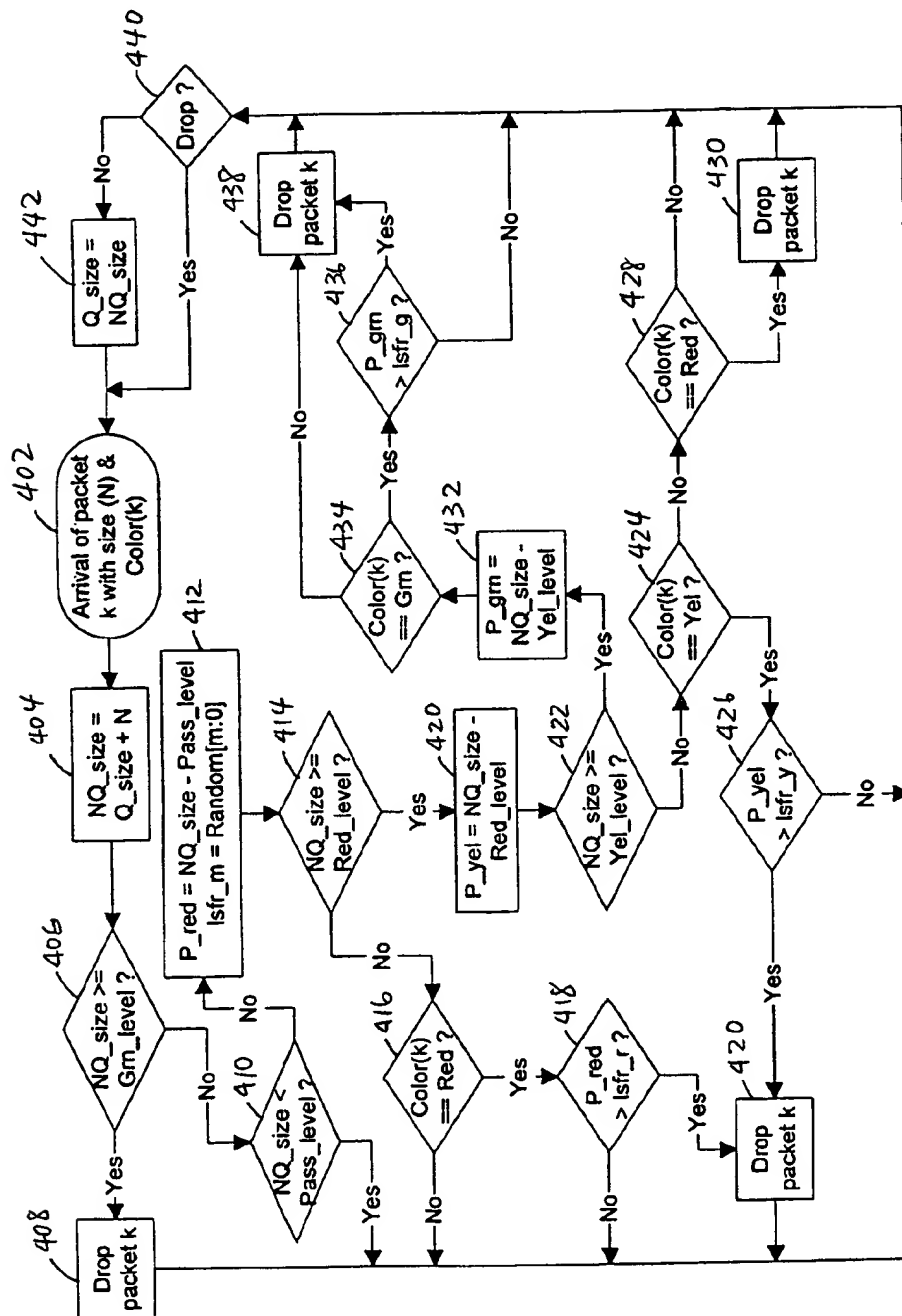 402
Arrival of packet
k with size (N) &
Color(k)
404
NQ_size =
Q_size + N
406
NQ_size >=
Grn_level ?
Yes
No
408
Drop
packet k
410
NQ_size <
Pass_level ?
No
Yes
412
P_red = NQ_size - Pass_level
lsfr_m = Random[m:0]
414
NQ_size >=
Red_level ?
No
Yes
416
Color(k)
== Red ?
No
Yes
418
P_red
> lsfr_r ?
No
Yes
420
Drop
packet k
420
P_yel = NQ_size -
Red_level
422
NQ_size >=
Yel_level ?
Yes
No
424
Color(k)
== Yel ?
No
Yes
426
P_yel
> lsfr_y ?
Yes
No
428
Color(k)
== Red ?
No
Yes
430
Drop
packet k
432
P_grn =
NQ_size -
Yel_level
434
Color(k)
== Grn ?
No
Yes
436
P_grn
> lsfr_g ?
Yes
No
438
Drop
packet k
440
Drop ?
No
Yes
442
Q_size =
NQ_size